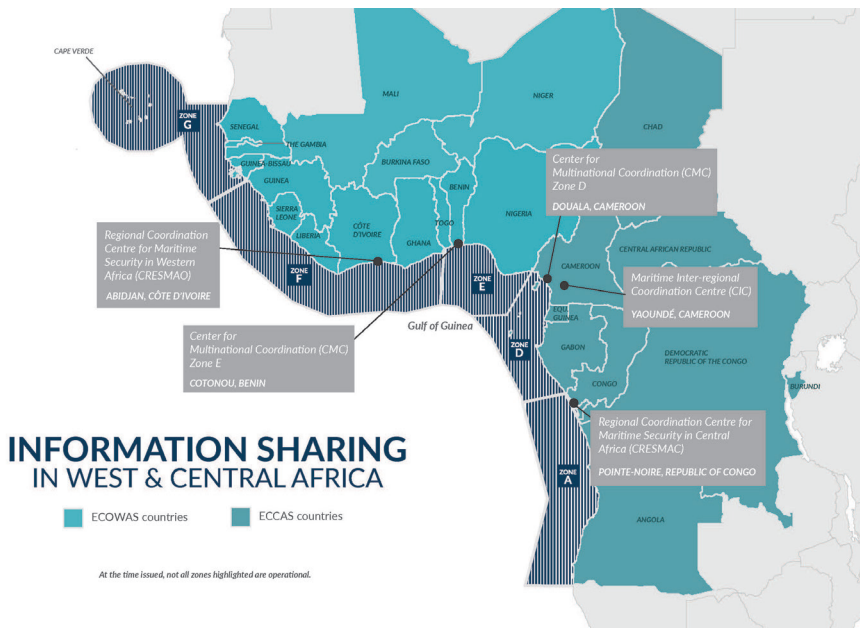 CAPE VERDE
ZONE
G
SENEGAL
THE GAMBIA
GUINEA-BISSAU
GUINEA
SIERRA
LEONE
LIBERIA
MALI
BURKINA FASO
CÔTE
D'IVOIRE
GHANA
TOGO
BENIN
NIGER
NIGERIA
CHAD
Center for
Multinational Coordination (CMC)
Zone D
DOUALA, CAMEROON
CAMEROON
CENTRAL AFRICAN REPUBLIC
Maritime Inter-regional
Coordination Centre (CIC)
YAOUNDÉ, CAMEROON
Regional Coordination
Centre for Maritime
Security in Western
Africa (CRESMAO)
ABIDJAN, CÔTE D'IVOIRE
ZONE
F
ZONE
E
Gulf of Guinea
Center for
Multinational Coordination (CMC)
Zone E
COTONOU, BENIN
ZONE
D
EQU.
GUINEA
GABON
CONGO
DEMOCRATIC
REPUBLIC OF THE CONGO
BURUNDI
Regional Coordination Centre for
Maritime Security in Central
Africa (CRESMAC)
POINTE-NOIRE, REPUBLIC OF CONGO
ZONE
A
ANGOLA
INFORMATION SHARING
IN WEST & CENTRAL AFRICA
ECOWAS countries
ECCAS countries
At the time issued, not all zones highlighted are operational.